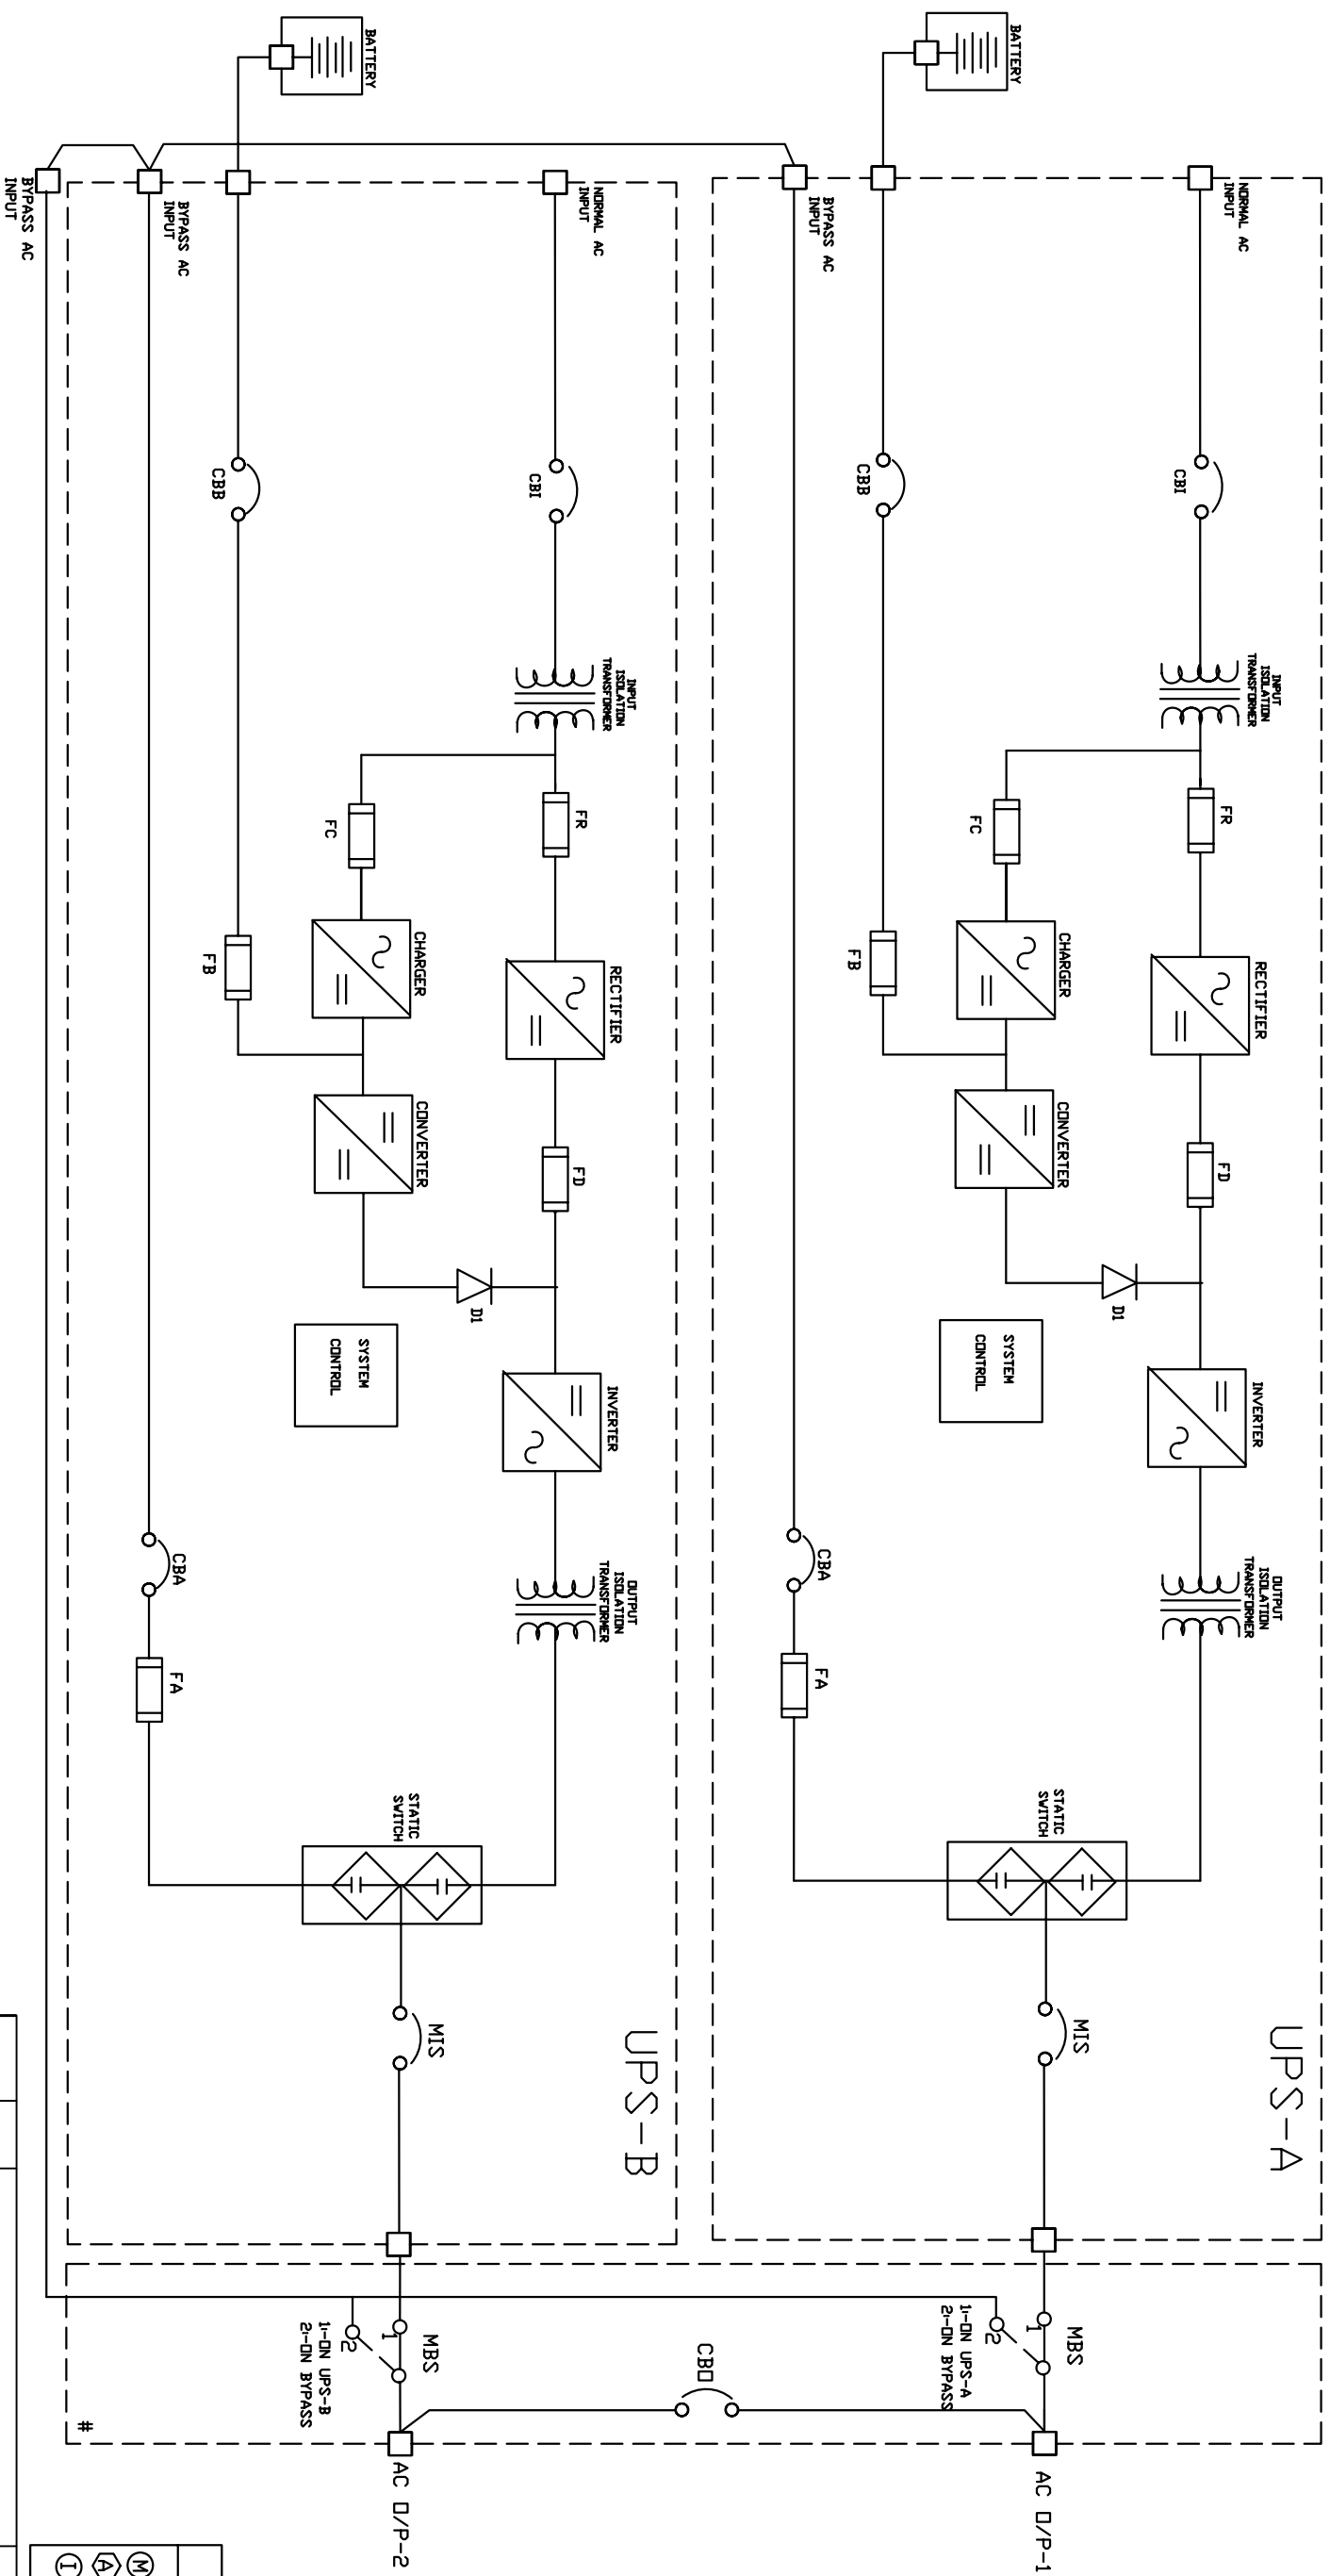 BATTERY
NORMAL AC
INPUT
BYPASS AC
INPUT
CBI
CBB
INPUT
ISOLATION
TRANSFORMER
FR
FC
FB
RECTIFIER
CHARGER
FD
CONVERTER
D1
SYSTEM
CONTROL
INVERTER
OUTPUT
ISOLATION
TRANSFORMER
CBA
FA
STATIC
SWITCH
MIS
UPS-A
MBS
1
2
1:-ON UPS-A
2:-ON BYPASS
AC O/P-1
CBO
BATTERY
NORMAL AC
INPUT
BYPASS AC
INPUT
BYPASS AC
INPUT
CBI
CBB
INPUT
ISOLATION
TRANSFORMER
FR
FC
FB
RECTIFIER
CHARGER
FD
CONVERTER
D1
SYSTEM
CONTROL
INVERTER
OUTPUT
ISOLATION
TRANSFORMER
CBA
FA
STATIC
SWITCH
MIS
UPS-B
MBS
1
2
1:-ON UPS-B
2:-ON BYPASS
AC O/P-2
#
M
A
I